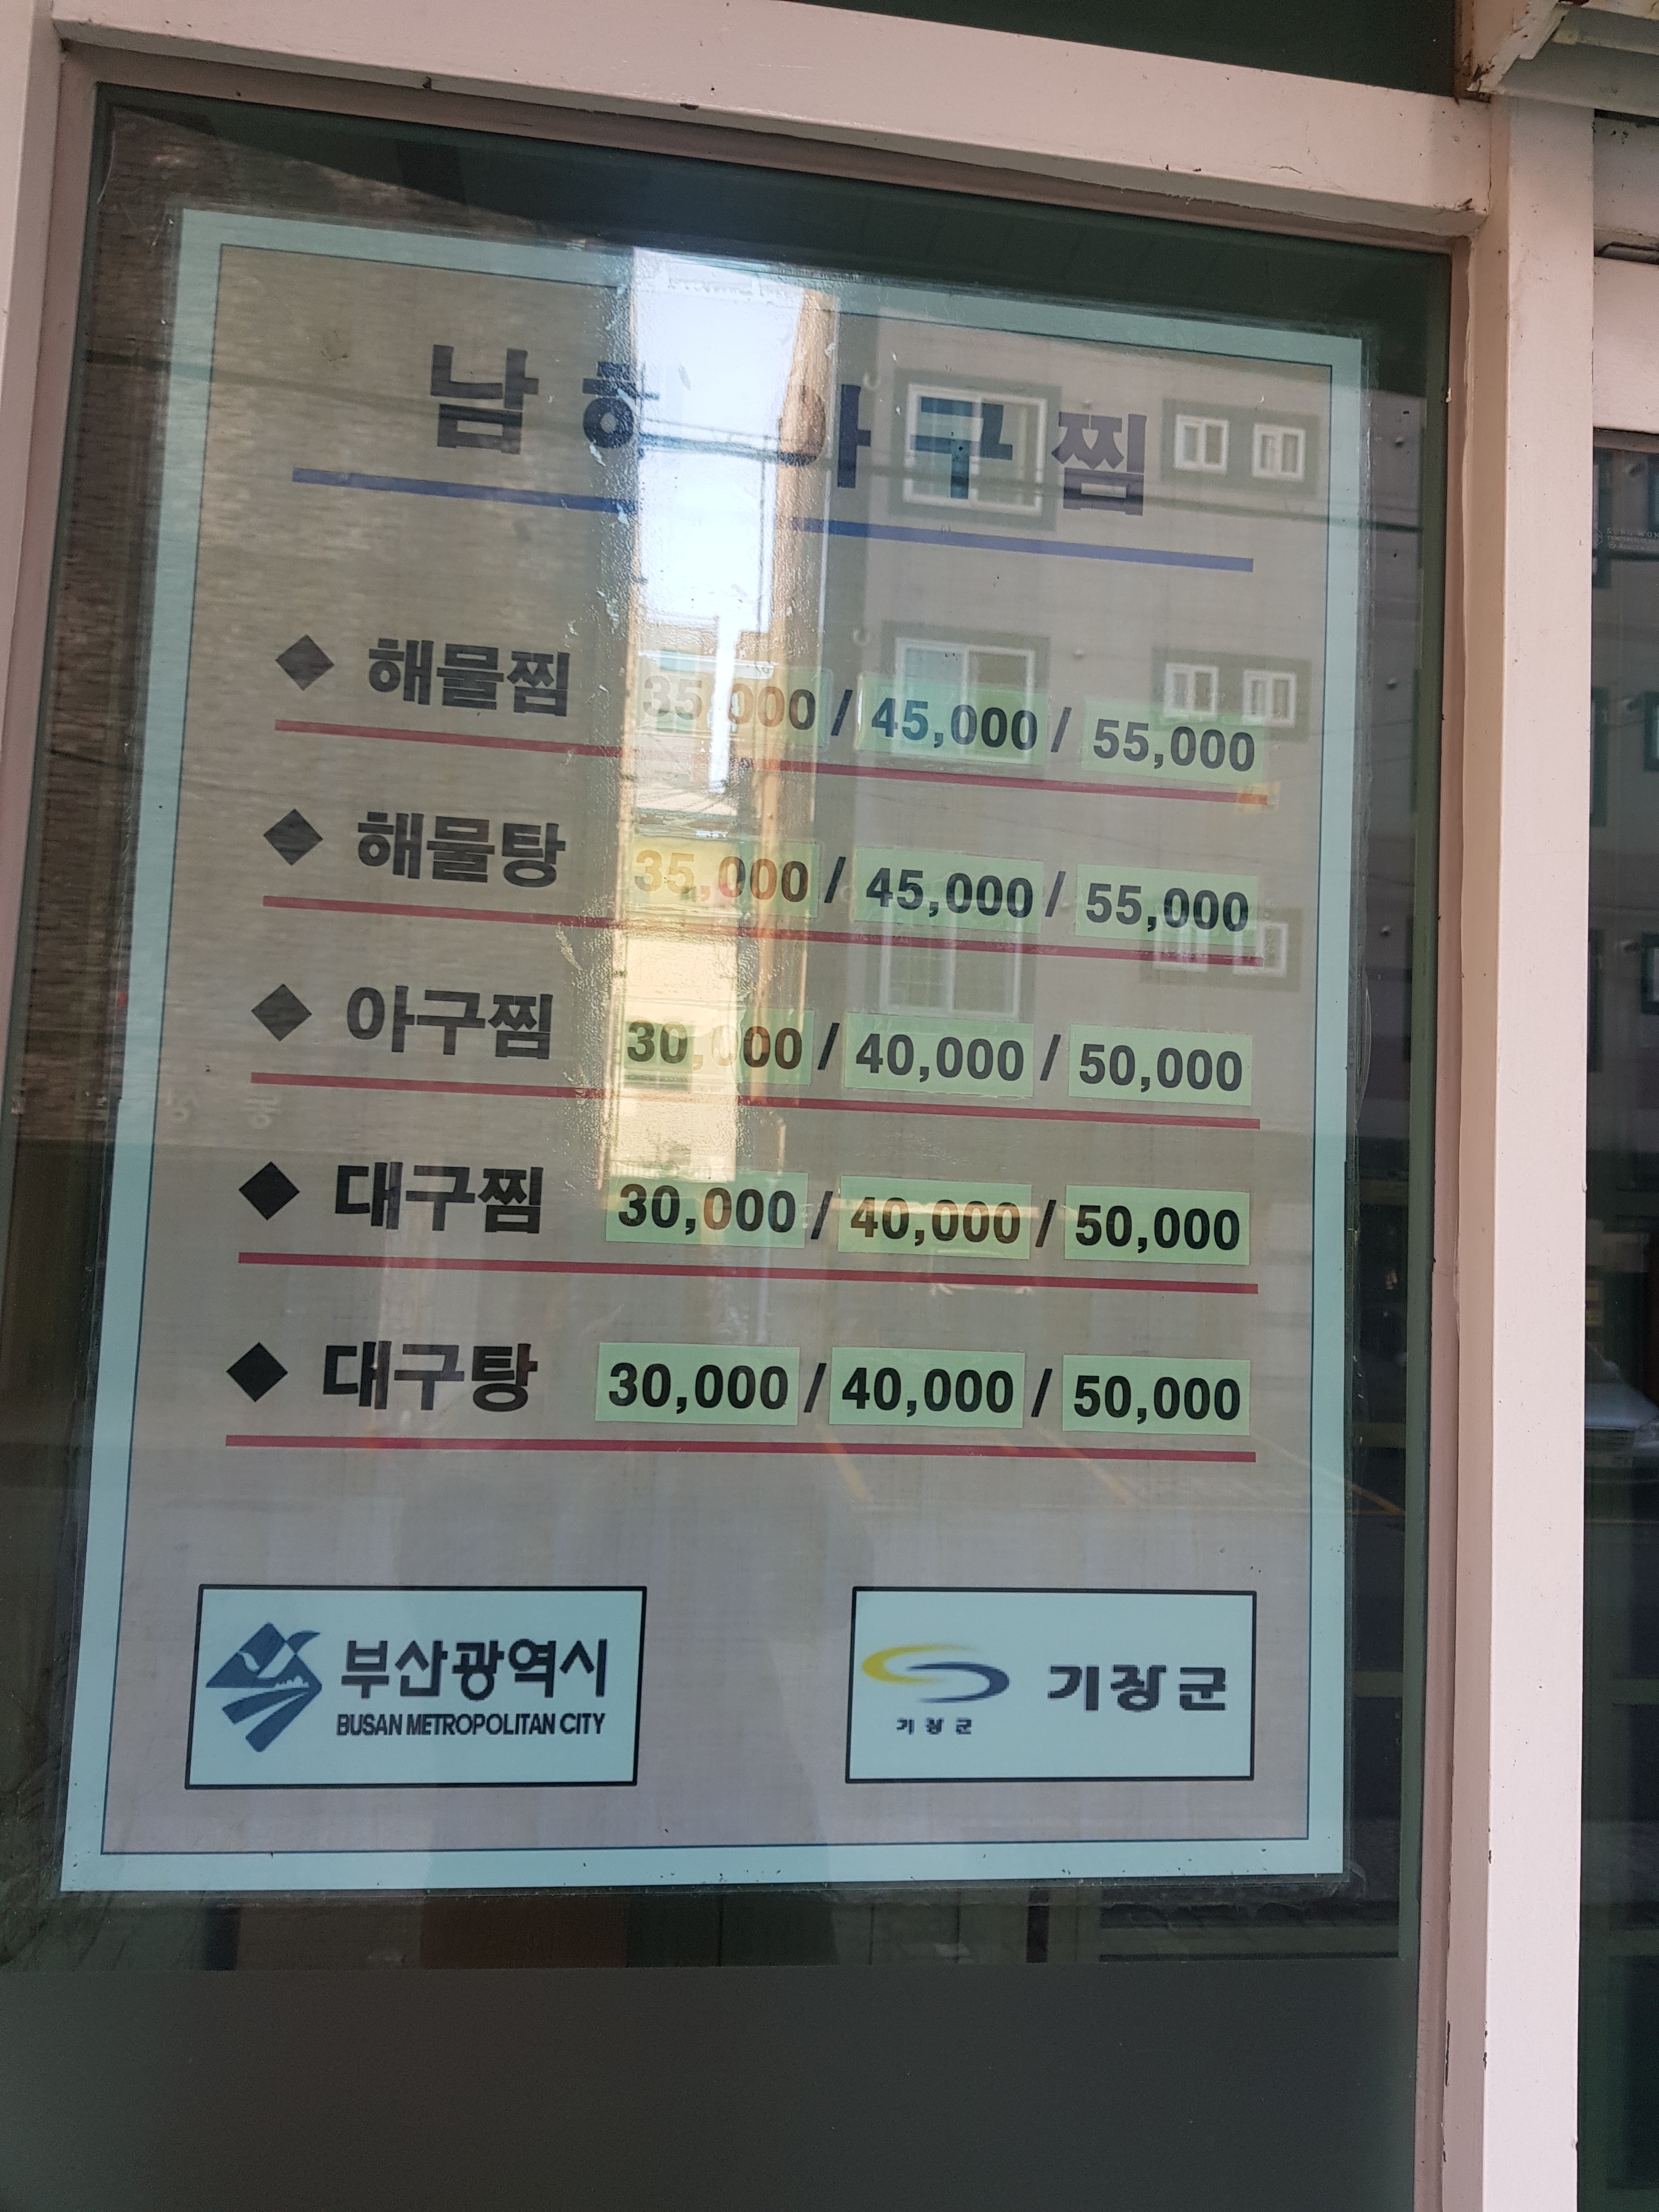 남해 아구찜
◆ 해물찜 35,000 / 45,000 / 55,000
◆ 해물탕 35,000 / 45,000 / 55,000
◆ 아구찜 30,000 / 40,000 / 50,000
◆ 대구찜 30,000 / 40,000 / 50,000
◆ 대구탕 30,000 / 40,000 / 50,000
부산광역시
BUSAN METROPOLITAN CITY
기장군
기장군